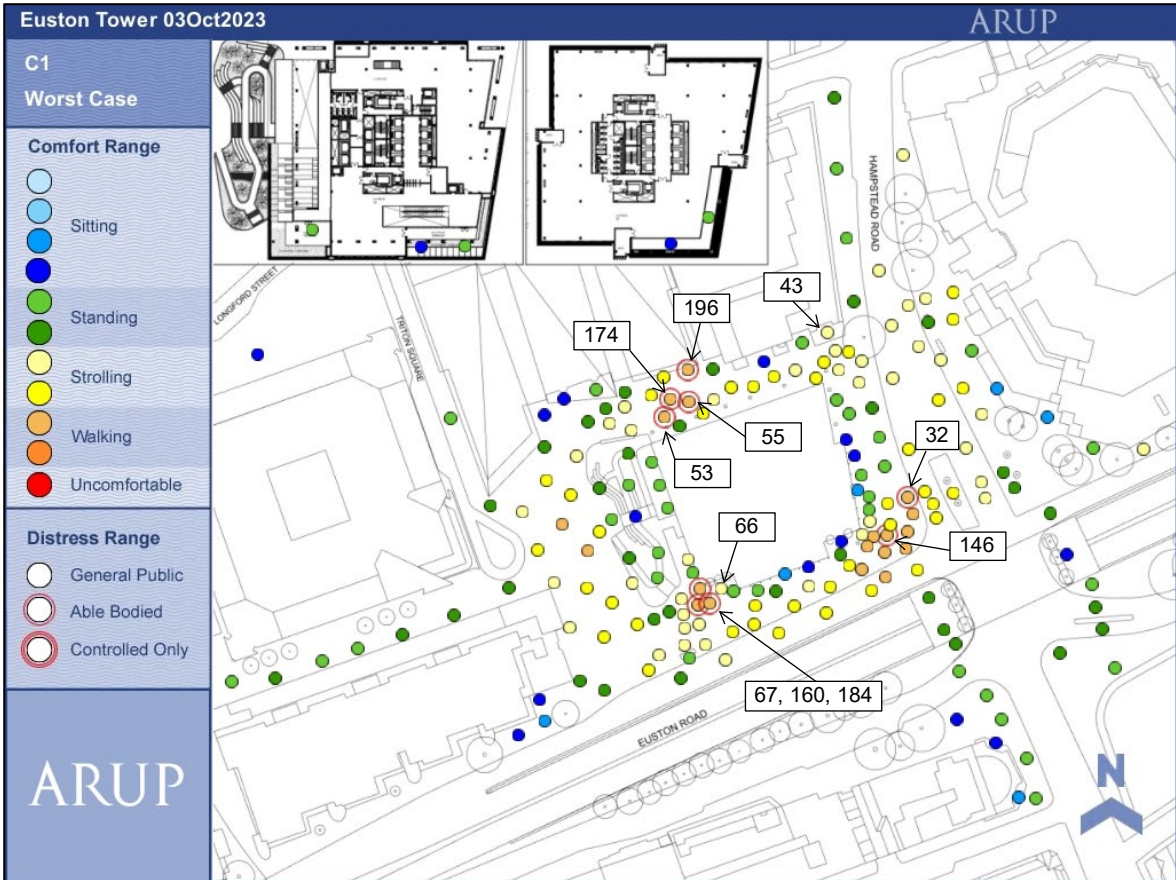 Euston Tower 03Oct2023
ARUP
C1
Worst Case
Comfort Range
Sitting
Standing
Strolling
Walking
Uncomfortable
Distress Range
General Public
Able Bodied
Controlled Only
ARUP
LONGFORD STREET
TRITON SQUARE
HAMPSTEAD ROAD
43
196
174
55
53
32
66
146
67, 160, 184
EUSTON ROAD
N